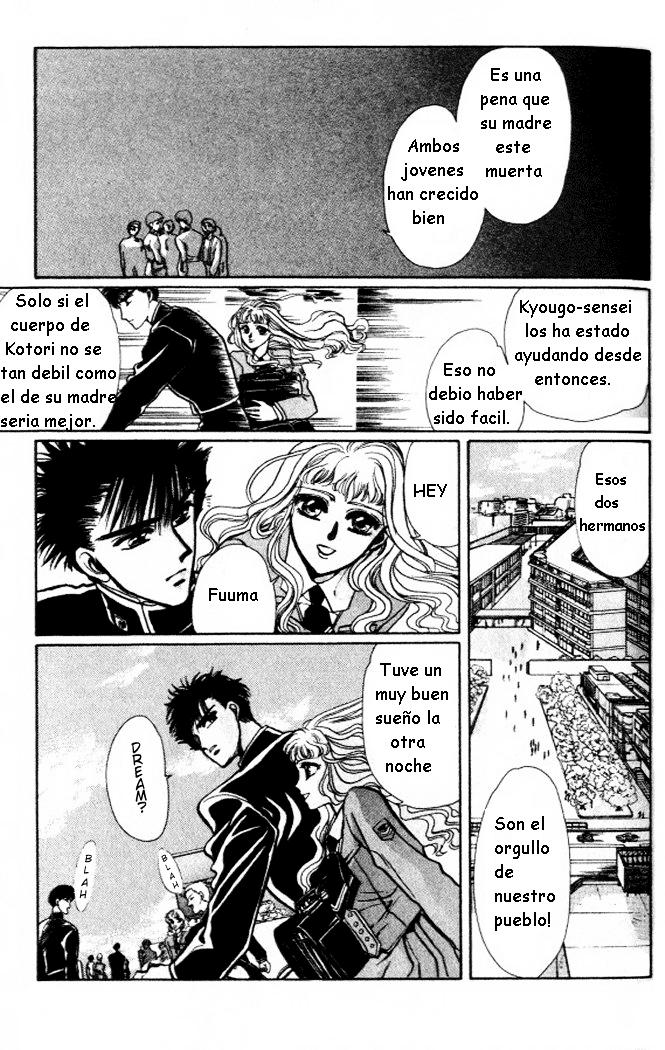 Es una
pena que
su madre
este
muerta
Ambos
jovenes
han crecido
bien
Kyougo-sensei
los ha estado
ayudando desde
entonces.
Eso no
debio haber
sido facil.
Solo si el
cuerpo de
Kotori no se
tan debil como
el de su madre
seria mejor.
Esos
dos
hermanos
Son el
orgullo
de
nuestro
pueblo!
HEY
Fuuma
Tuve un
muy buen
sueño la
otra
noche
DREAM?
BLAH
BLAH